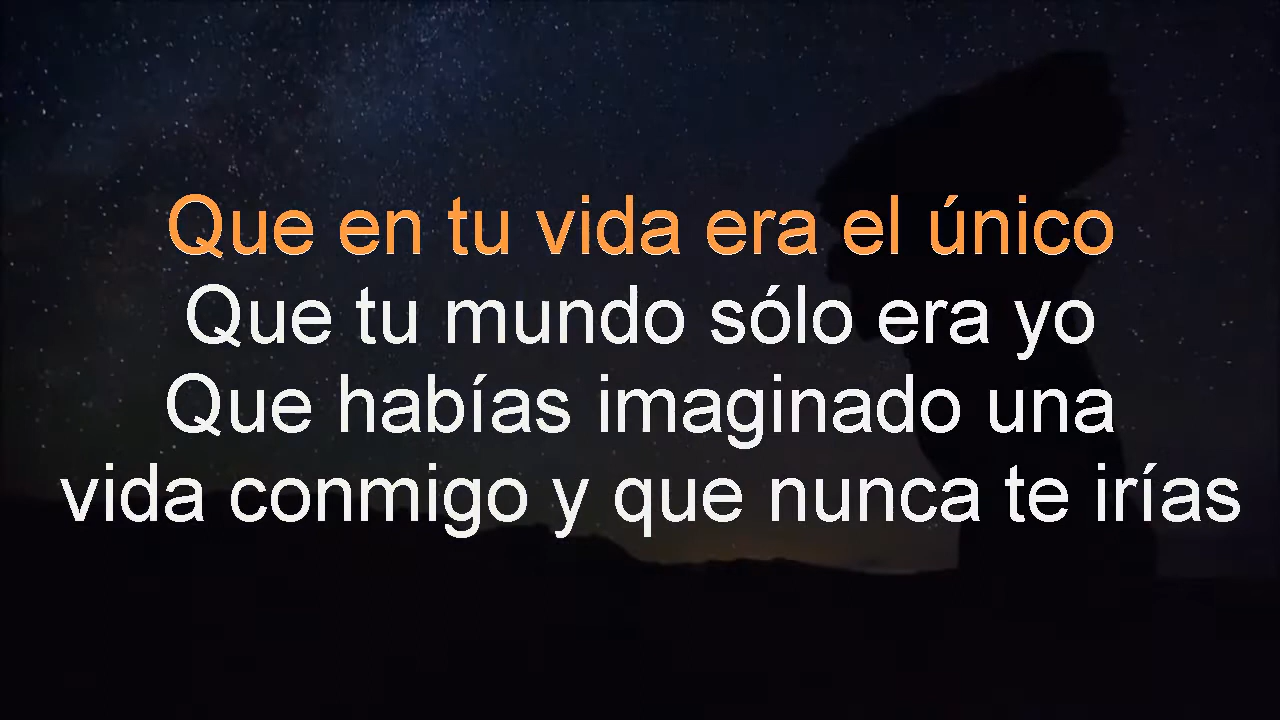 Que en tu vida era el único
Que tu mundo sólo era yo
Que habías imaginado una
vida conmigo y que nunca te irías